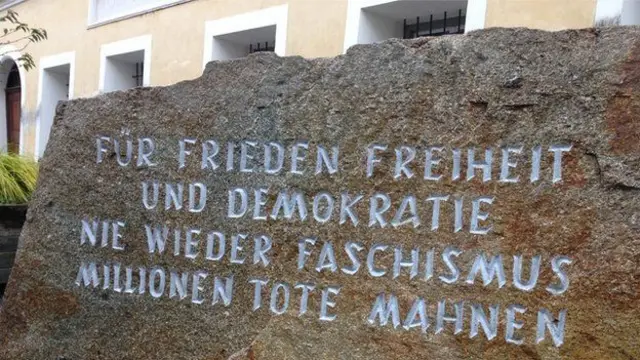 FÜR FRIEDEN FREIHEIT
UND DEMOKRATIE
NIE WIEDER FASCHISMUS
MILLIONEN TOTE MAHNEN